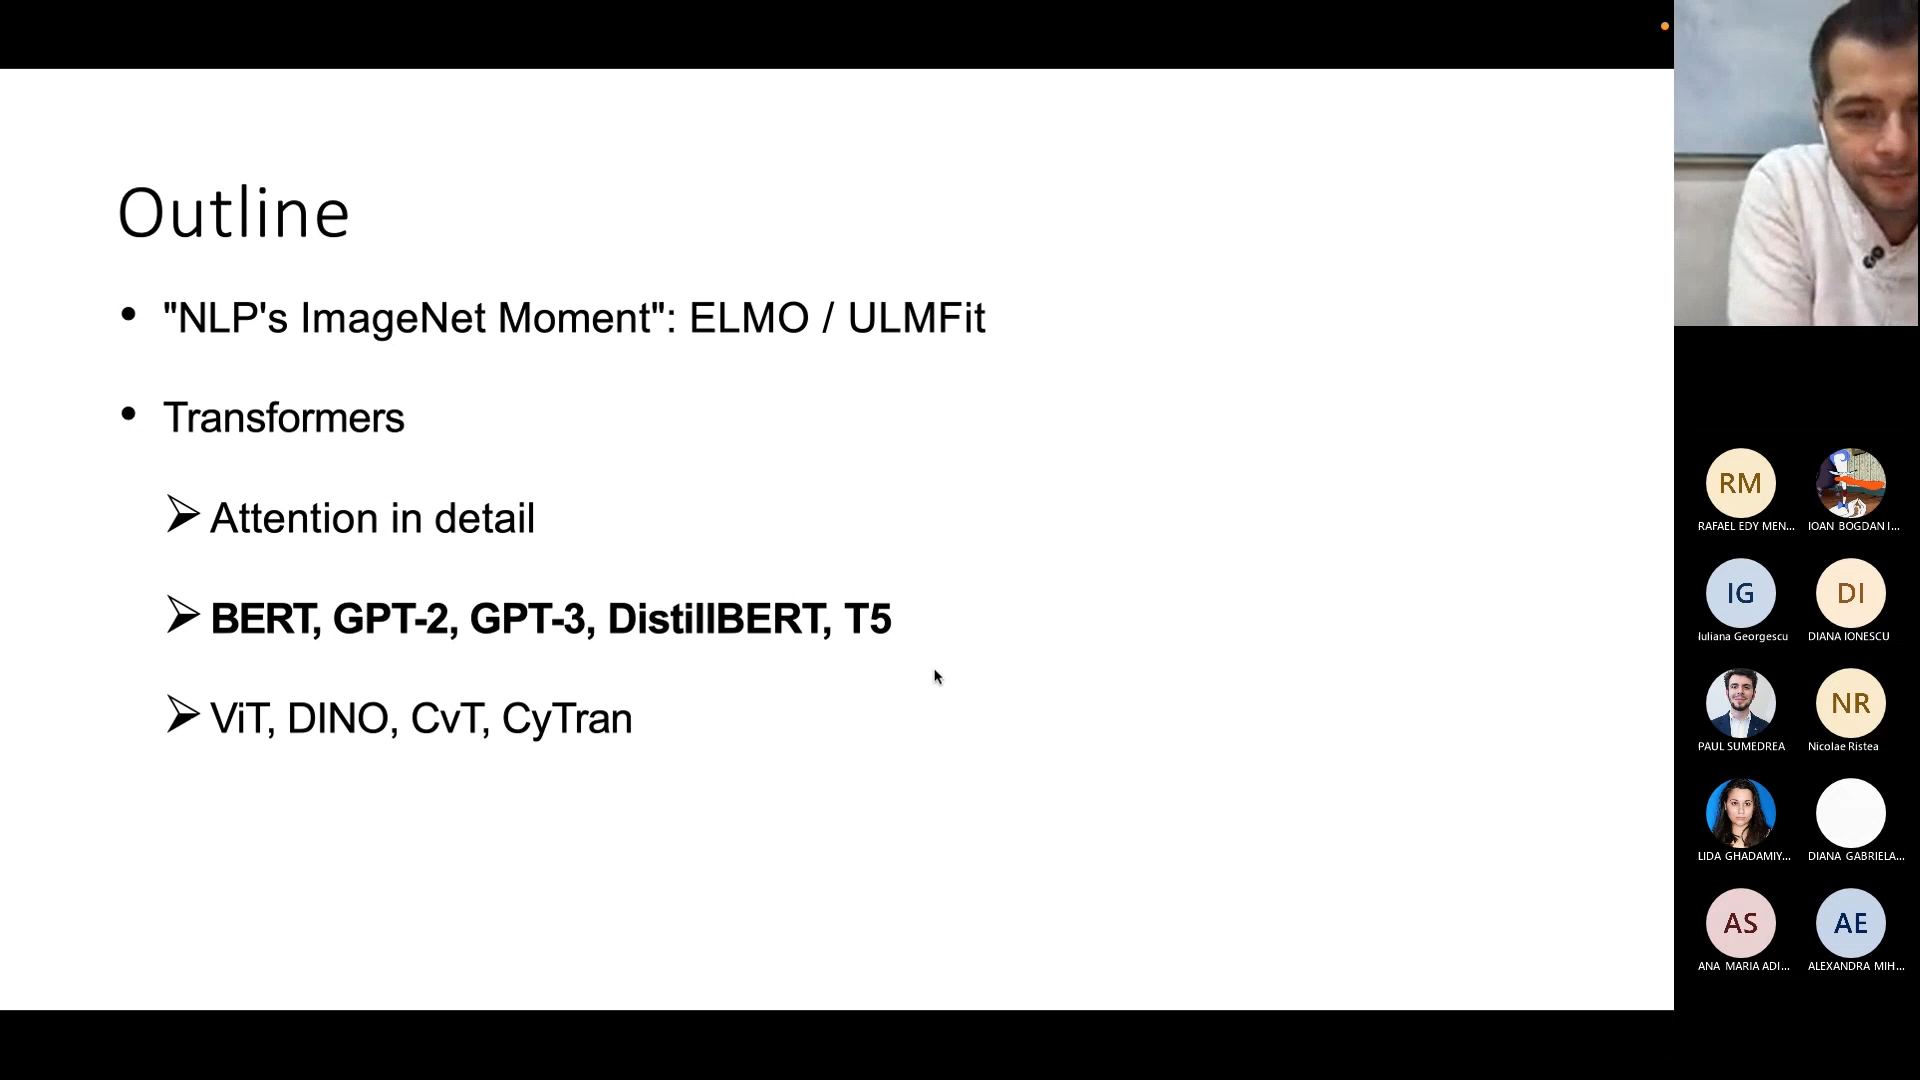 Outline
• "NLP's ImageNet Moment": ELMO / ULMFit
• Transformers
➢ Attention in detail
➢ BERT, GPT-2, GPT-3, DistillBERT, T5
➢ ViT, DINO, CvT, CyTran
RM
RAFAEL EDY MEN...
IOAN BOGDAN I...
IG
DI
Iuliana Georgescu
DIANA IONESCU
NR
PAUL SUMEDREA
Nicolae Ristea
LIDA GHADAMIY...
DIANA GABRIELA...
AS
AE
ANA MARIA ADI...
ALEXANDRA MIH...